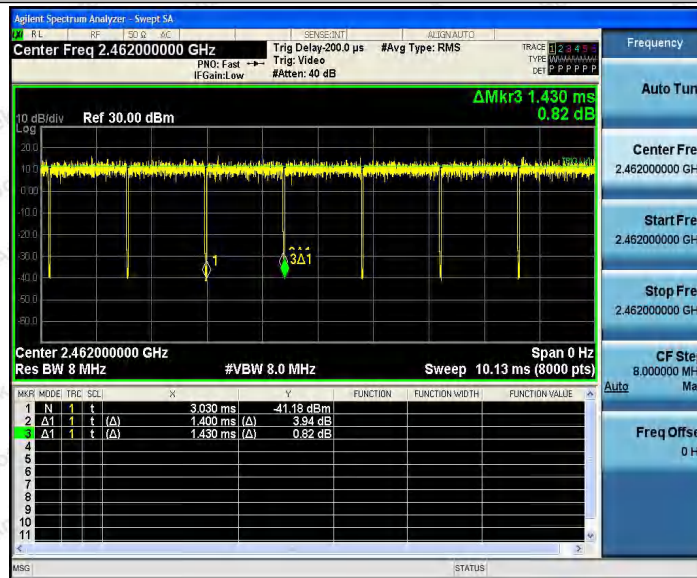 Agilent Spectrum Analyzer - Swept SA
RL RF 50 Ω AC SENSE:INT ALIGNAUTO
Center Freq 2.462000000 GHz
PNO: Fast
IFGain:Low
Trig Delay-200.0 µs
Trig: Video
#Atten: 40 dB
#Avg Type: RMS
TRACE 1 2 3 4 5 6
TYPE
DET P P P P P P
ΔMkr3 1.430 ms
0.82 dB
10 dB/div Ref 30.00 dBm
Log
20.0
10.0
0.00
-10.0
-20.0
-30.0
-40.0
-50.0
-60.0
1
3Δ1
Center 2.462000000 GHz Span 0 Hz
Res BW 8 MHz #VBW 8.0 MHz Sweep 10.13 ms (8000 pts)
MKR MODE TRC SCL X Y FUNCTION FUNCTION WIDTH FUNCTION VALUE
1 N 1 t 3.030 ms -41.18 dBm
2 Δ1 1 t (Δ) 1.400 ms (Δ) 3.94 dB
3 Δ1 1 t (Δ) 1.430 ms (Δ) 0.82 dB
4
5
6
7
8
9
10
11
MSG STATUS
Frequency
Auto Tun
Center Fre
2.462000000 GH
Start Fre
2.462000000 GH
Stop Fre
2.462000000 GH
CF Ste
8.000000 MH
Auto Ma
Freq Offse
0 H